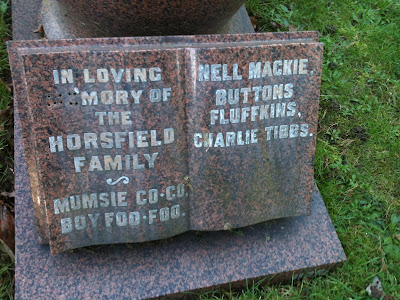 IN LOVING
MORY OF
THE
HORSFIELD
FAMILY
MUMSIE CO-CO.
BOY FOO-FOO.
NELL MACKIE.
BUTTONS
FLUFFKINS.
CHARLIE TIBBS.